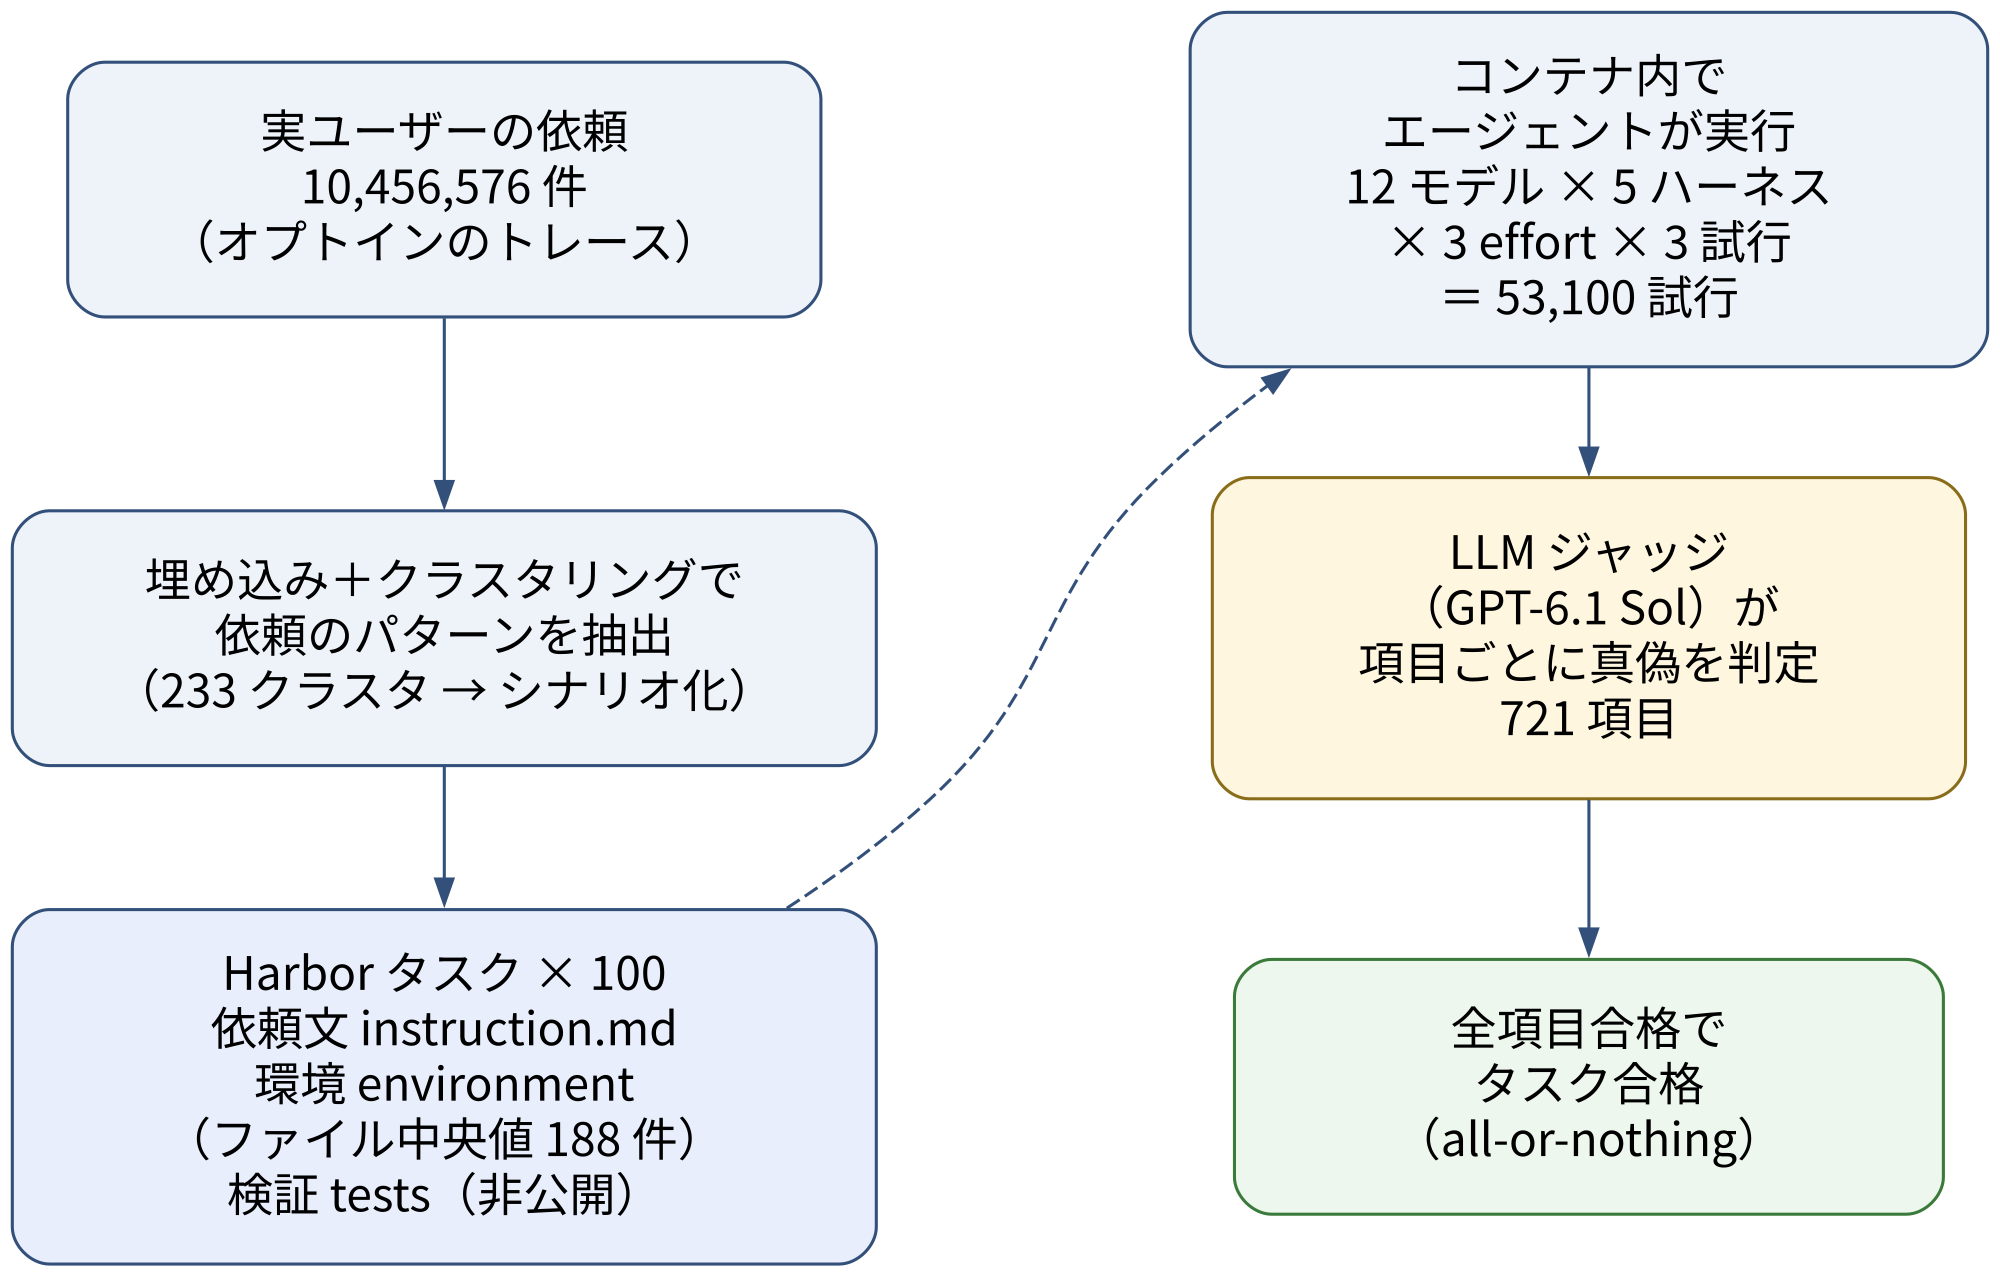 実ユーザーの依頼
10,456,576 件
（オプトインのトレース）
埋め込み＋クラスタリングで
依頼のパターンを抽出
（233 クラスタ → シナリオ化）
Harbor タスク × 100
依頼文 instruction.md
環境 environment
（ファイル中央値 188 件）
検証 tests（非公開）
コンテナ内で
エージェントが実行
12 モデル × 5 ハーネス
× 3 effort × 3 試行
＝ 53,100 試行
LLM ジャッジ
（GPT-6.1 Sol）が
項目ごとに真偽を判定
721 項目
全項目合格で
タスク合格
（all-or-nothing）